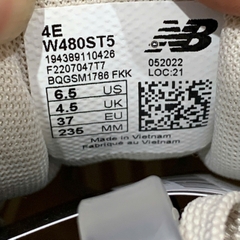 4E
W480ST5
194389110426
F2207047T7
BQGSM1786 FKK
NB
052022
LOC:21
6.5 US
4.5 UK
37 EU
235 MM
Made in Vietnam
Fabriqué au Vietnam